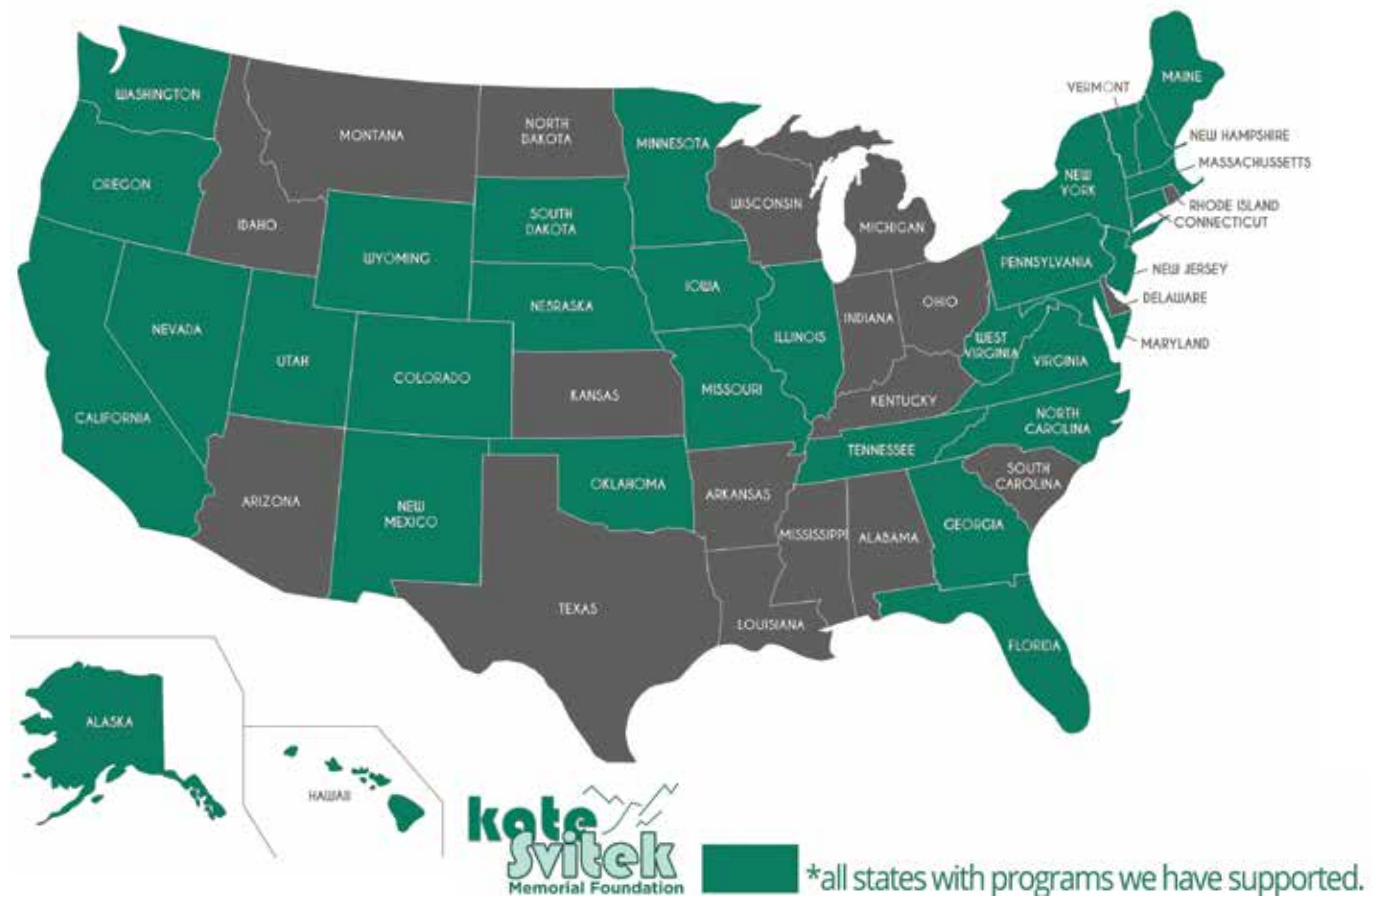 WASHINGTON
MONTANA
NORTH
DAKOTA
MINNESOTA
VERMONT
MAINE
NEW HAMPSHIRE
MASSACHUSSETTS
OREGON
IDAHO
WYOMING
SOUTH
DAKOTA
WISCONSIN
MICHIGAN
NEW
YORK
RHODE ISLAND
CONNECTICUT
NEVADA
UTAH
COLORADO
NEBRASKA
IOWA
ILLINOIS
INDIANA
OHIO
PENNSYLVANIA
NEW JERSEY
DELAWARE
MARYLAND
WEST
VIRGINIA
VIRGINIA
CALIFORNIA
KANSAS
MISSOURI
KENTUCKY
NORTH
CAROLINA
TENNESSEE
ARIZONA
NEW
MEXICO
OKLAHOMA
ARKANSAS
SOUTH
CAROLINA
MISSISSIPPI
ALABAMA
GEORGIA
TEXAS
LOUISIANA
FLORIDA
ALASKA
HAWAII
kate
Svitek
Memorial Foundation
*all states with programs we have supported.